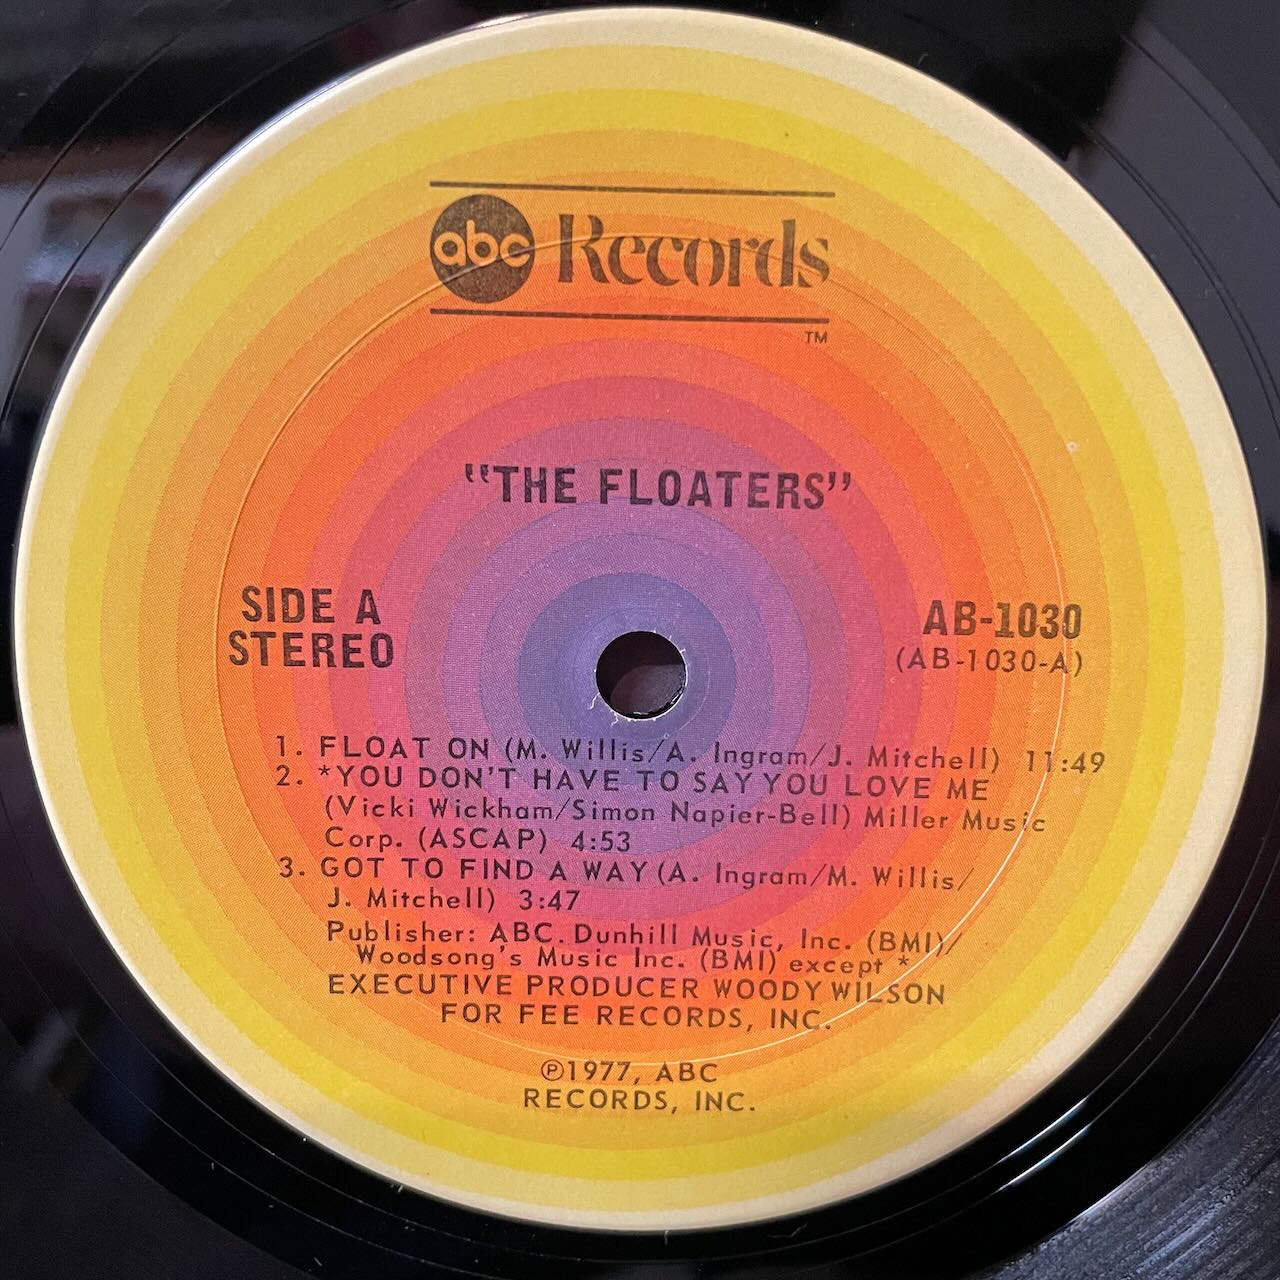 abc Records
TM
"THE FLOATERS"
SIDE A
STEREO
AB-1030
(AB-1030-A)
1. FLOAT ON (M. Willis/A. Ingram/J. Mitchell) 11:49
2. *YOU DON'T HAVE TO SAY YOU LOVE ME
(Vicki Wickham/Simon Napier-Bell) Miller Music
Corp. (ASCAP) 4:53
3. GOT TO FIND A WAY (A. Ingram/M. Willis/
J. Mitchell) 3:47
Publisher: ABC. Dunhill Music, Inc. (BMI)/
Woodsong's Music Inc. (BMI) except *
EXECUTIVE PRODUCER WOODY WILSON
FOR FEE RECORDS, INC.
℗1977, ABC
RECORDS, INC.